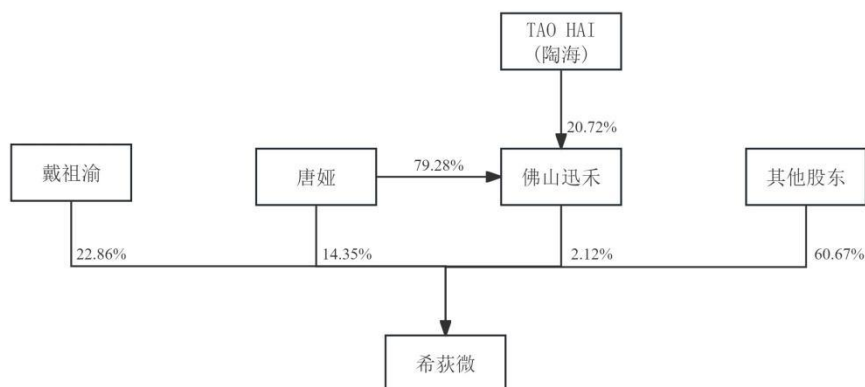 TAO HAI
(陶海)
20.72%
戴祖渝
唐娅
79.28%
佛山迅禾
其他股东
22.86%
14.35%
2.12%
60.67%
希荻微